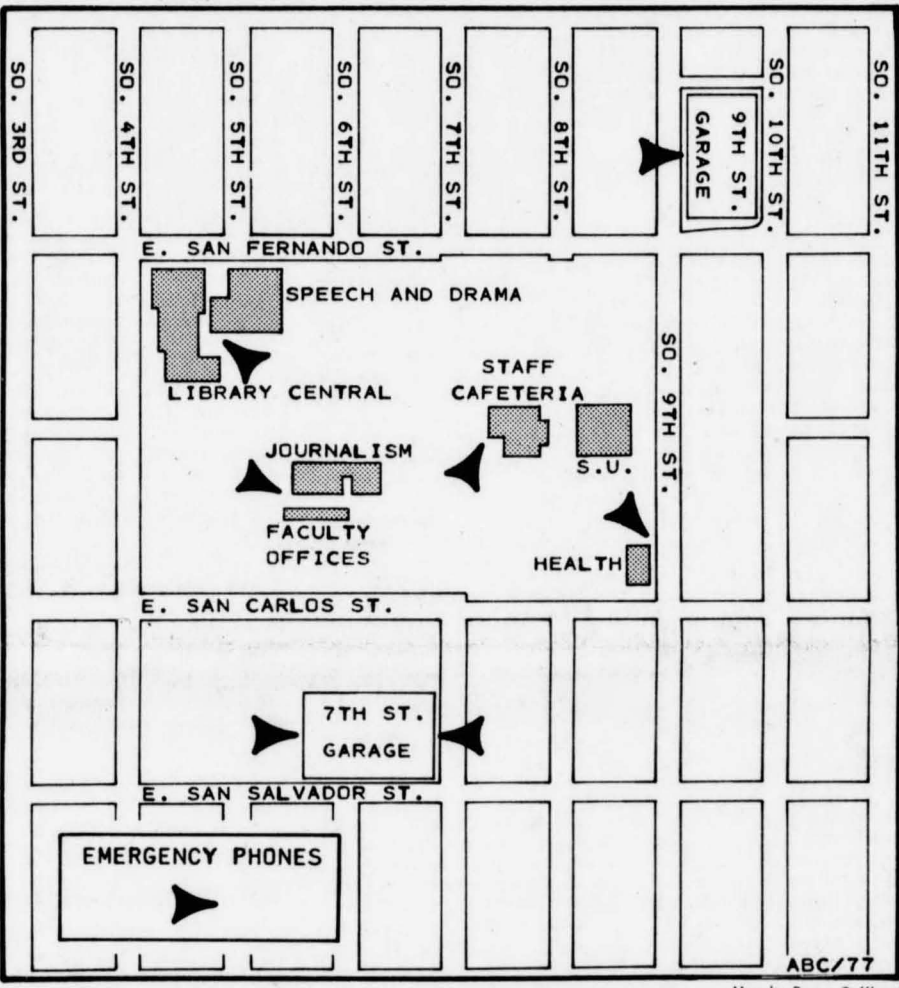 SO. 3RD ST.
SO. 4TH ST.
SO. 5TH ST.
SO. 6TH ST.
SO. 7TH ST.
SO. 8TH ST.
9TH ST.
GARAGE
SO. 10TH ST.
SO. 11TH ST.
E. SAN FERNANDO ST.
SPEECH AND DRAMA
LIBRARY CENTRAL
STAFF
CAFETERIA
SO. 9TH ST.
JOURNALISM
S.U.
FACULTY
OFFICES
HEALTH
E. SAN CARLOS ST.
7TH ST.
GARAGE
E. SAN SALVADOR ST.
EMERGENCY PHONES
ABC/77